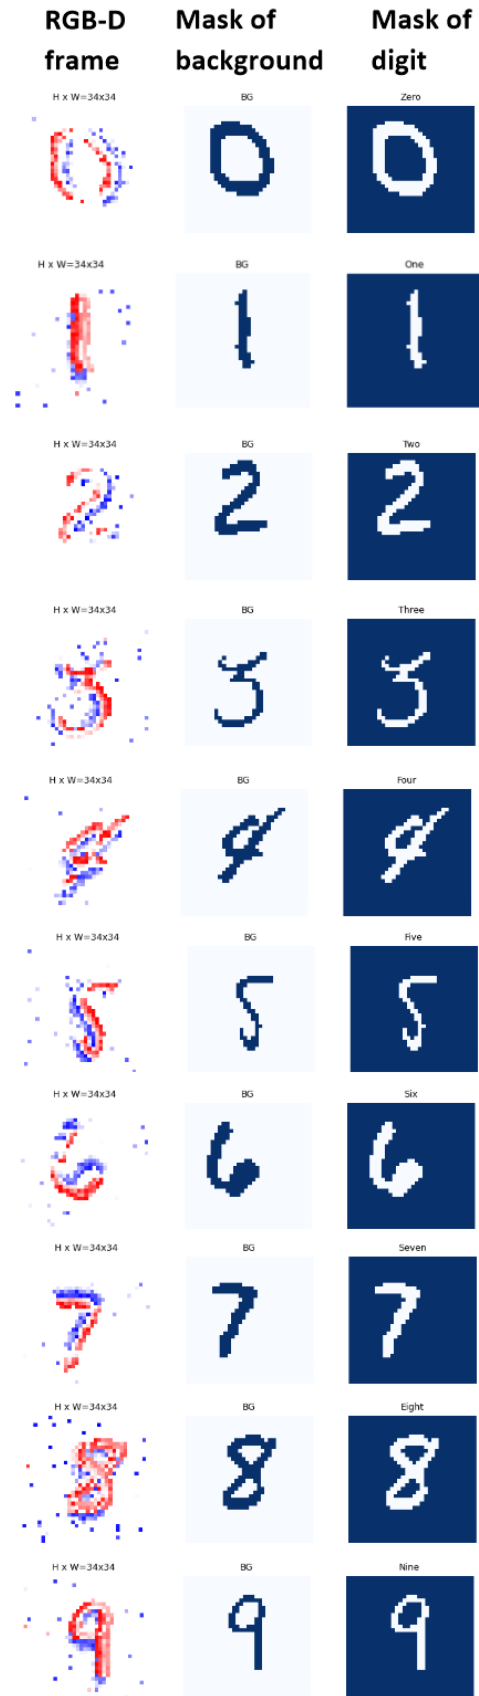 RGB-D frame Mask of background Mask of digit
H x W=34x34 BG Zero
H x W=34x34 BG One
H x W=34x34 BG Two
H x W=34x34 BG Three
H x W=34x34 BG Four
H x W=34x34 BG Five
H x W=34x34 BG Six
H x W=34x34 BG Seven
H x W=34x34 BG Eight
H x W=34x34 BG Nine